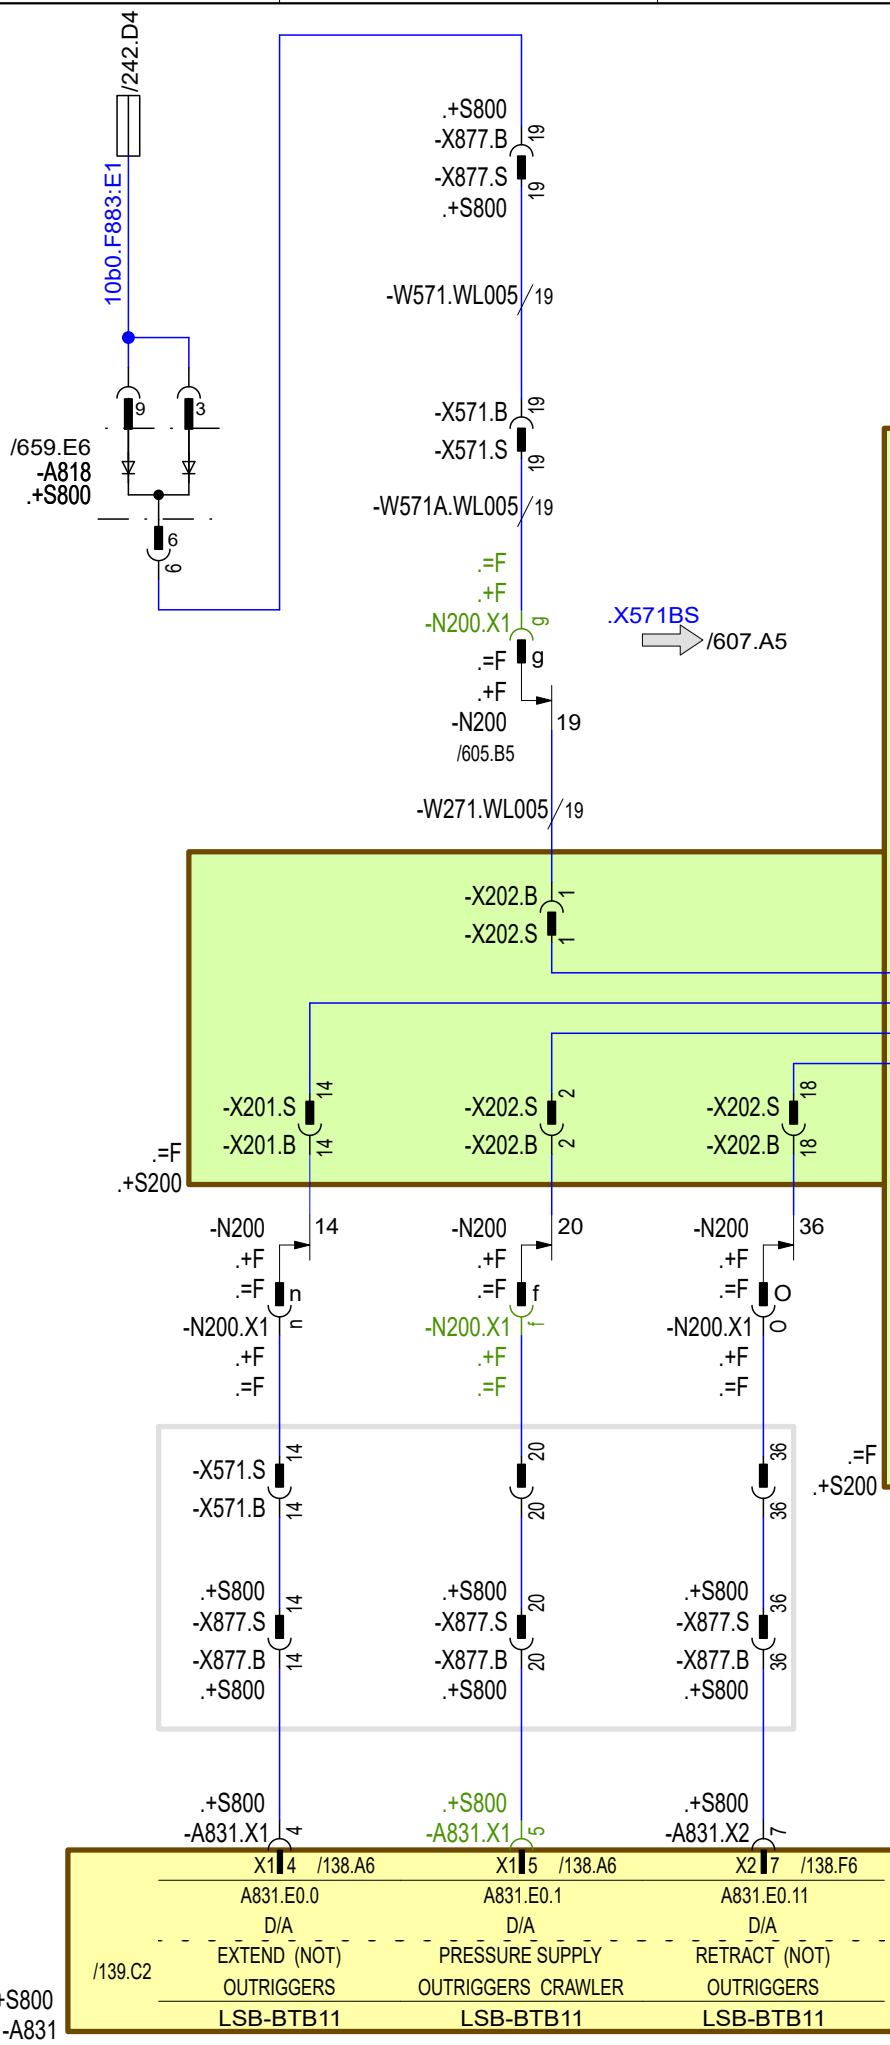 /242.D4
10b0.F883:E1
.+S800
-X877.B 19
-X877.S 19
.+S800
-W571.WL005 19
9 3
-X571.B 19
-X571.S 19
/659.E6
-A818
.+S800
-W571A.WL005 19
6
6
.=F
.+F
-N200.X1 g
.=F g
.+F
-N200 19
/605.B5
.X571BS
/607.A5
-W271.WL005 19
-X202.B 1
-X202.S 1
-X201.S 14
-X201.B 14
-X202.S 2
-X202.B 2
-X202.S 18
-X202.B 18
.=F
.+S200
-N200 14
.+F
.=F n
-N200.X1 n
.+F
.=F
-N200 20
.+F
.=F f
-N200.X1 f
.+F
.=F
-N200 36
.+F
.=F O
-N200.X1 O
.+F
.=F
-X571.S 14
-X571.B 14
20
20
36
36
.=F
.+S200
.+S800
-X877.S 14
-X877.B 14
.+S800
.+S800
-X877.S 20
-X877.B 20
.+S800
.+S800
-X877.S 36
-X877.B 36
.+S800
.+S800
-A831.X1 4
.+S800
-A831.X1 5
.+S800
-A831.X2 7
X1 4 /138.A6
X1 5 /138.A6
X2 7 /138.F6
A831.E0.0
A831.E0.1
A831.E0.11
D/A
D/A
D/A
/139.C2
EXTEND (NOT)
OUTRIGGERS
PRESSURE SUPPLY
OUTRIGGERS CRAWLER
RETRACT (NOT)
OUTRIGGERS
LSB-BTB11
LSB-BTB11
LSB-BTB11
+S800
-A831